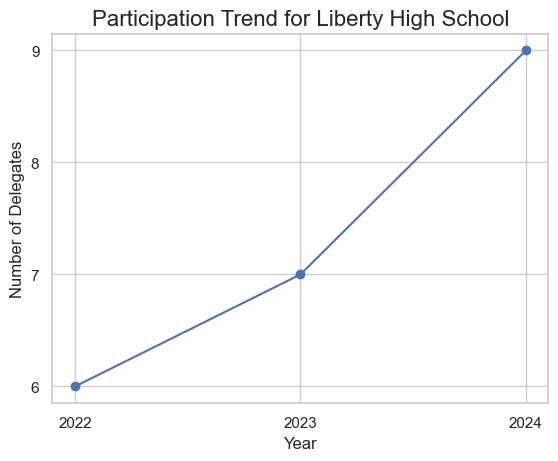 Participation Trend for Liberty High School
9
8
7
6
Number of Delegates
2022
2023
2024
Year